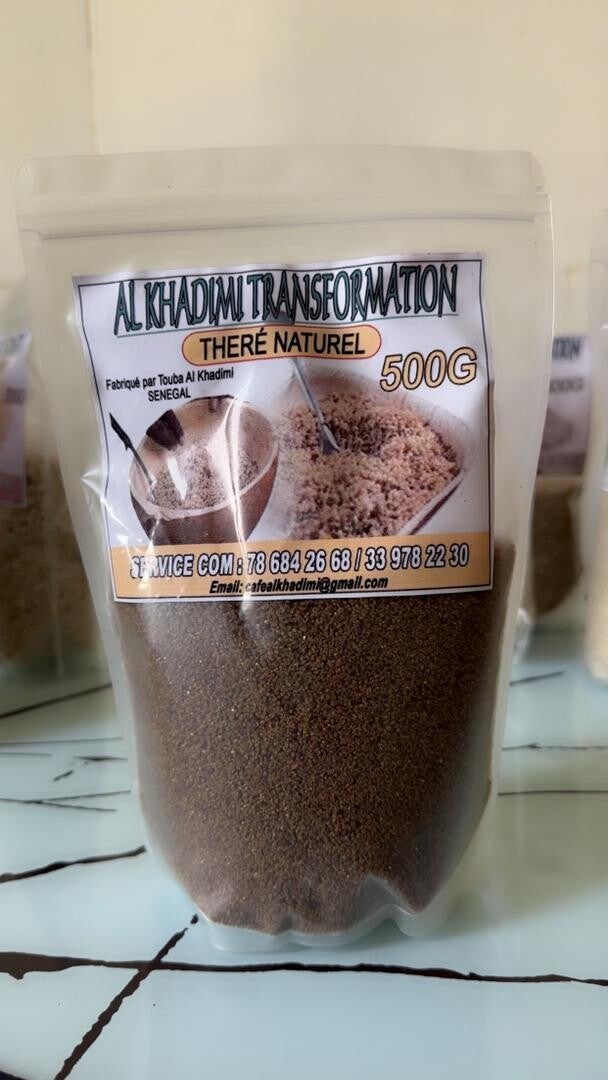 AL KHADIMI TRANSFORMATION
THERÉ NATUREL
500G
Fabriqué par Touba Al Khadimi
SENEGAL
SERVICE COM : 78 684 26 68 / 33 978 22 30
Email: cafealkhadimi@gmail.com